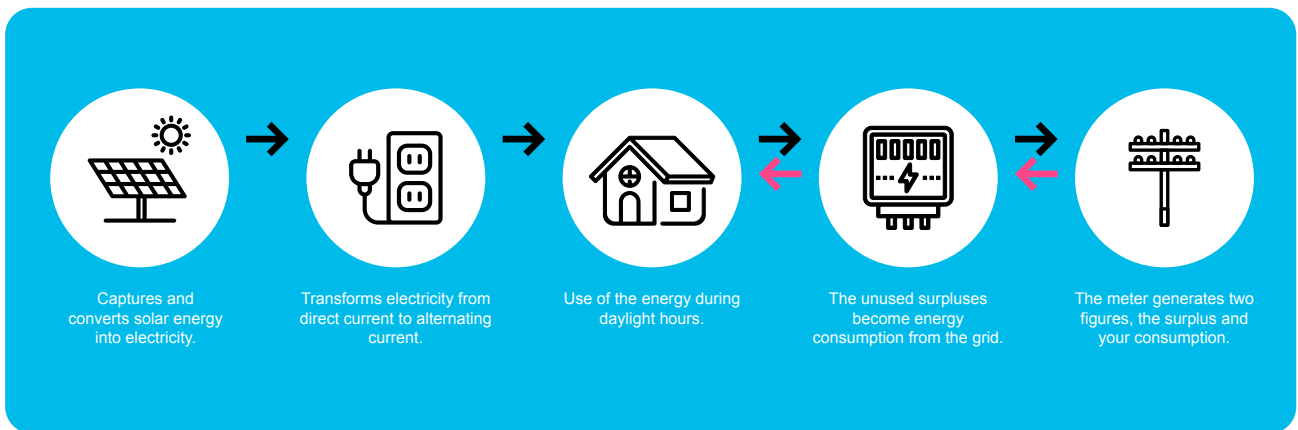 Captures and
converts solar energy
into electricity.
Transforms electricity from
direct current to alternating
current.
Use of the energy during
daylight hours.
The unused surpluses
become energy
consumption from the grid.
The meter generates two
figures, the surplus and
your consumption.